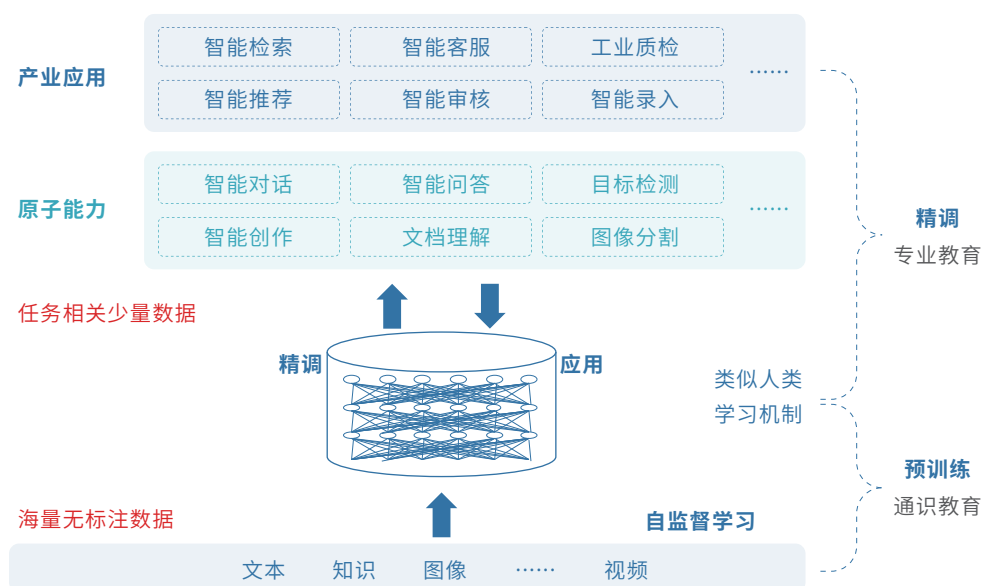 产业应用
智能检索 智能客服 工业质检
智能推荐 智能审核 智能录入
……
原子能力
智能对话 智能问答 目标检测
智能创作 文档理解 图像分割
……
精调
专业教育
任务相关少量数据
精调
应用
类似人类
学习机制
预训练
通识教育
海量无标注数据
自监督学习
文本 知识 图像 …… 视频